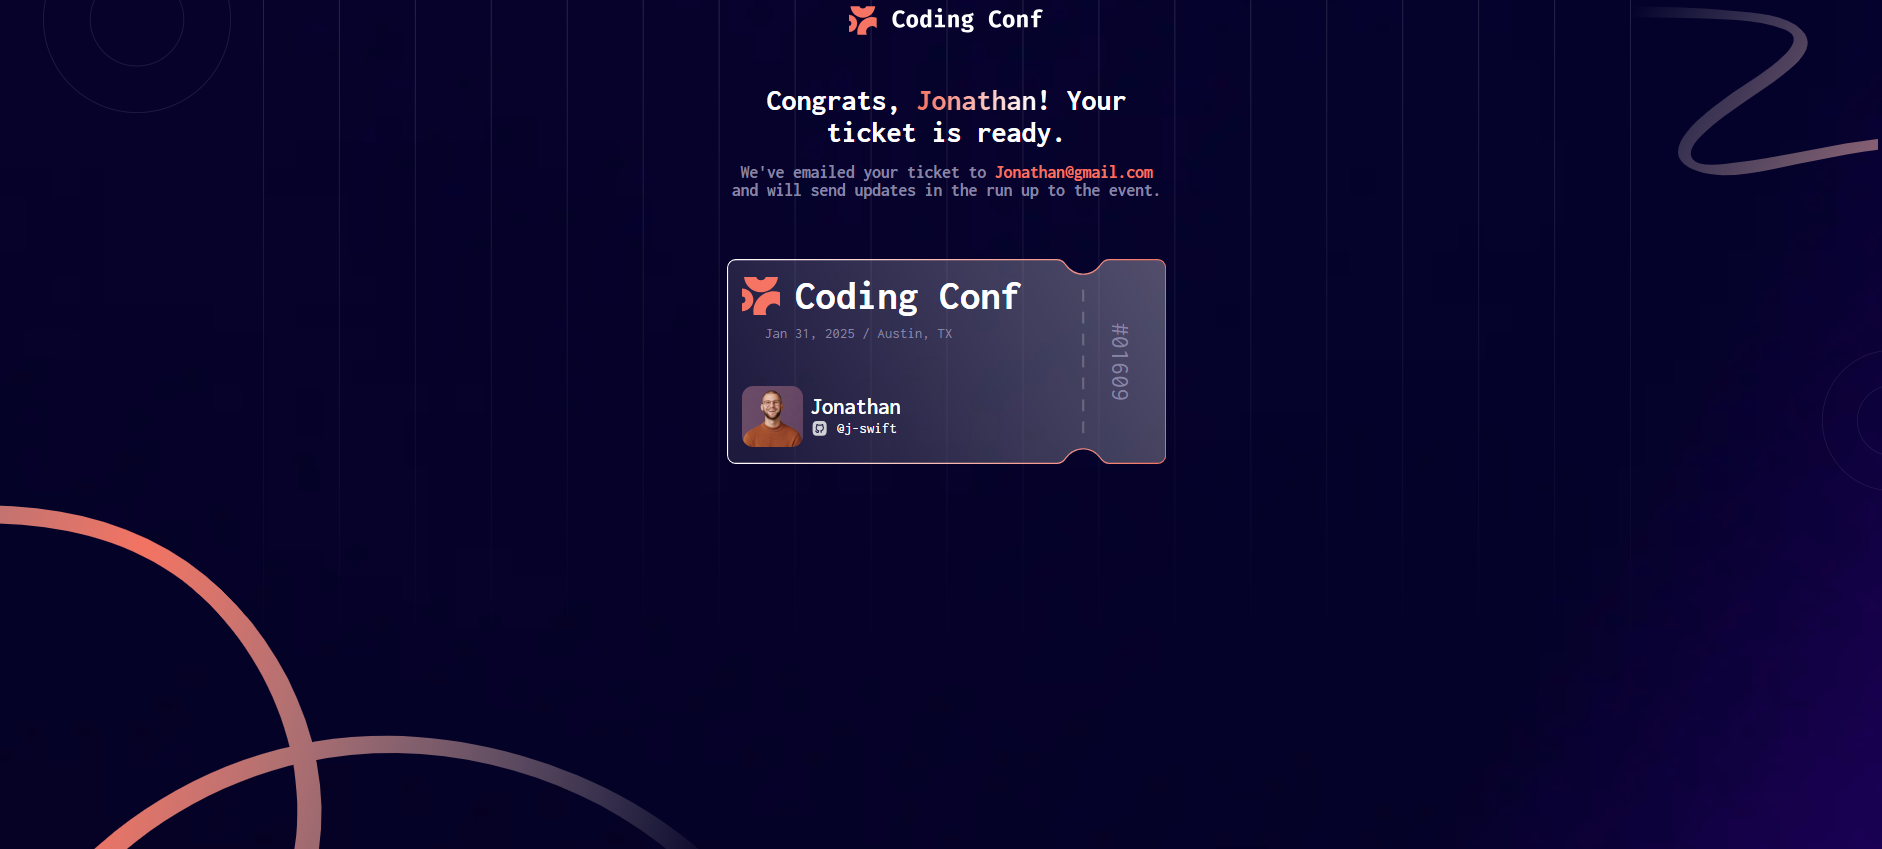 Coding Conf
Congrats, Jonathan! Your
ticket is ready.
We've emailed your ticket to Jonathan@gmail.com
and will send updates in the run up to the event.
Coding Conf
Jan 31, 2025 / Austin, TX
#01609
Jonathan
@j-swift